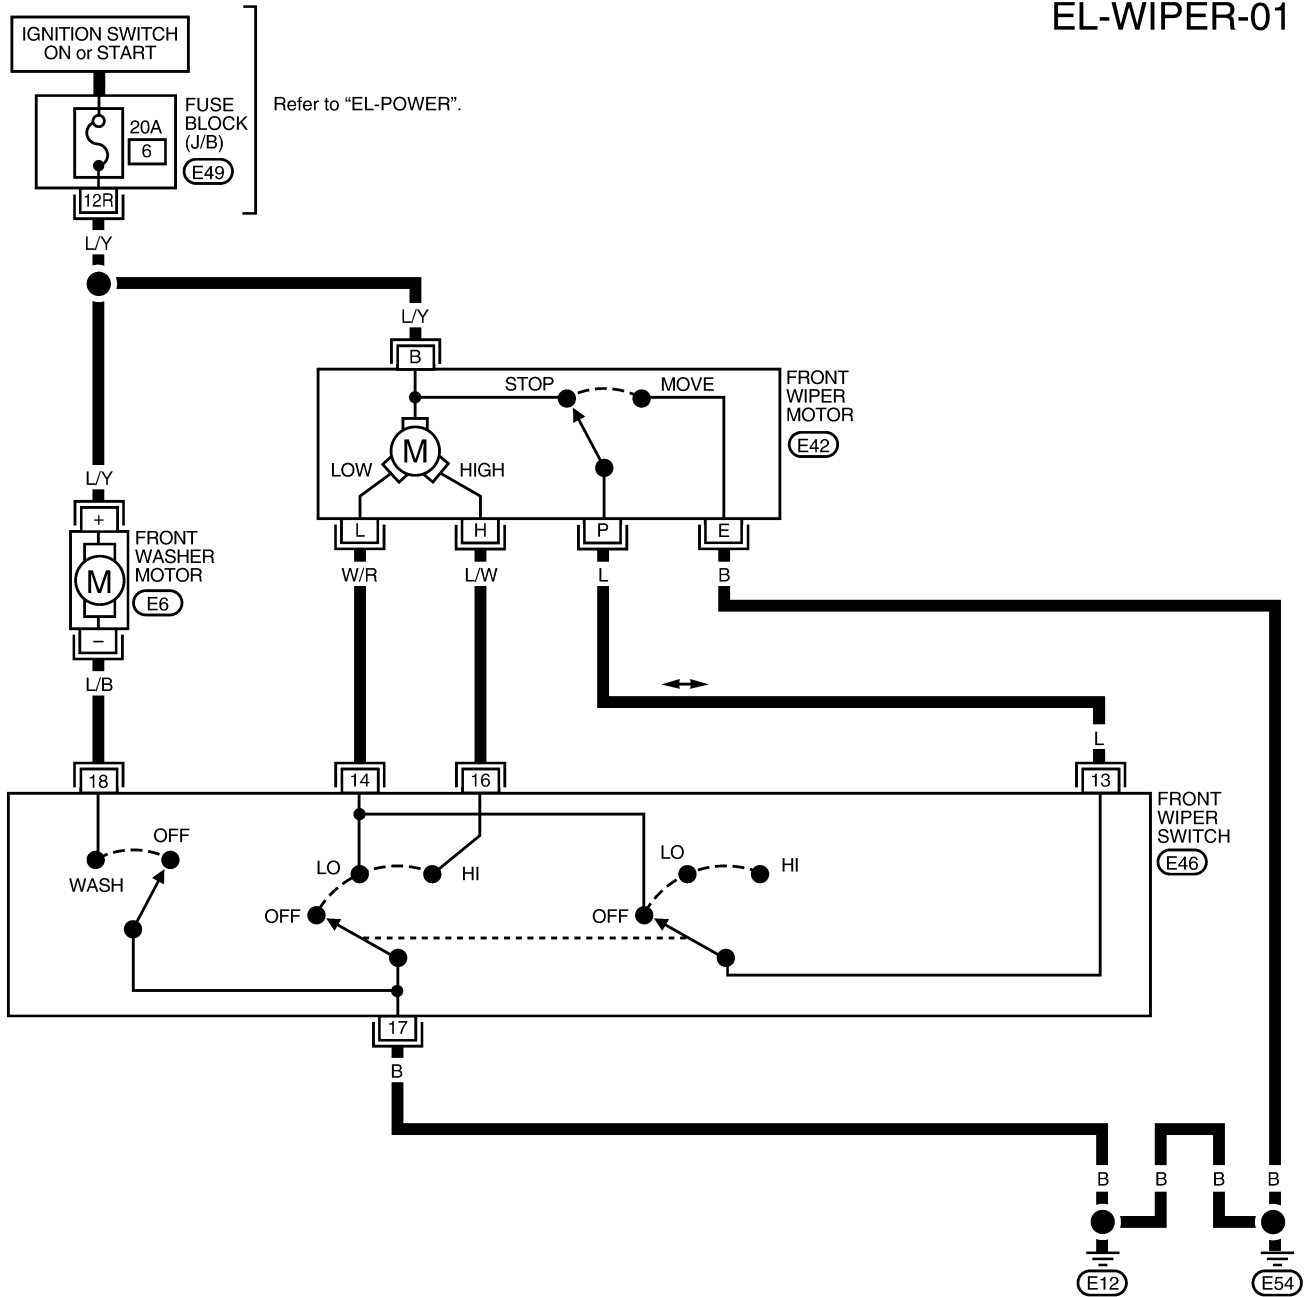 EL-WIPER-01
IGNITION SWITCH
ON or START
Refer to “EL-POWER”.
FUSE
BLOCK
(J/B)
E49
20A
6
12R
L/Y
L/Y
B
STOP
MOVE
FRONT
WIPER
MOTOR
E42
M
LOW
HIGH
L/Y
+
L
H
P
E
FRONT
WASHER
MOTOR
E6
M
–
W/R
L/W
L
B
L/B
L
18
14
16
13
FRONT
WIPER
SWITCH
E46
OFF
WASH
LO
HI
OFF
LO
HI
OFF
17
B
B
B
B
B
E12
E54